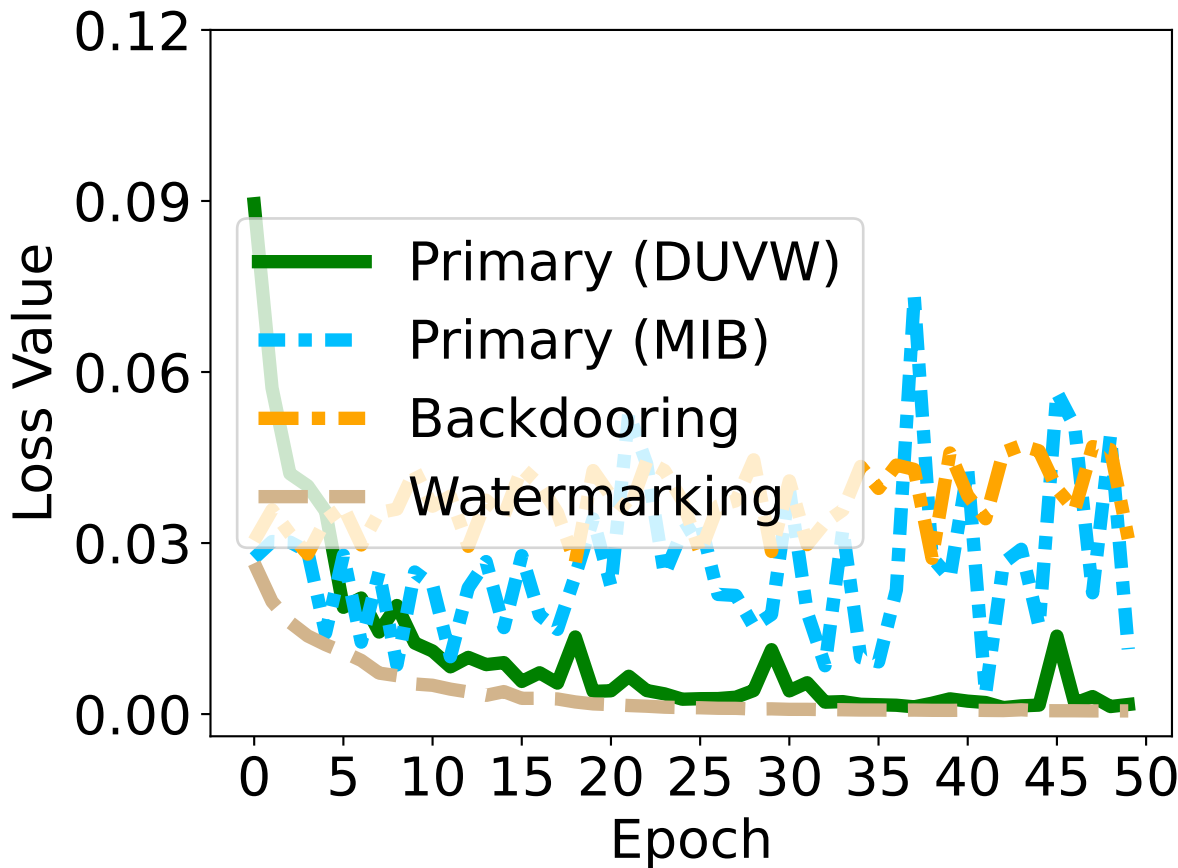 0.12
0.09
0.06
0.03
0.00
Loss Value
Primary (DUVW)
Primary (MIB)
Backdooring
Watermarking
0 5 10 15 20 25 30 35 40 45 50
Epoch